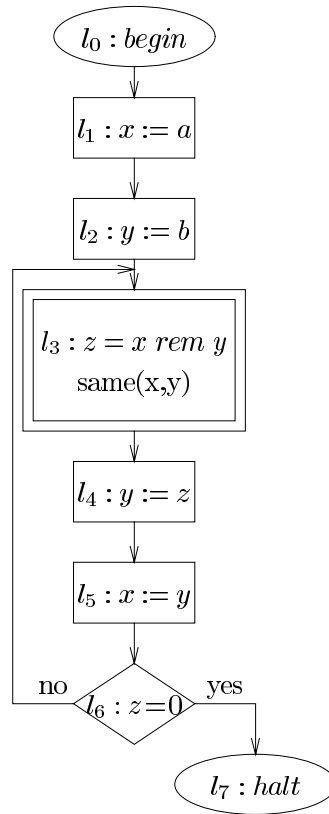 l0 : begin
l1 : x := a
l2 : y := b
l3 : z = x rem y
same(x,y)
l4 : y := z
l5 : x := y
no
yes
l6 : z=0
l7 : halt